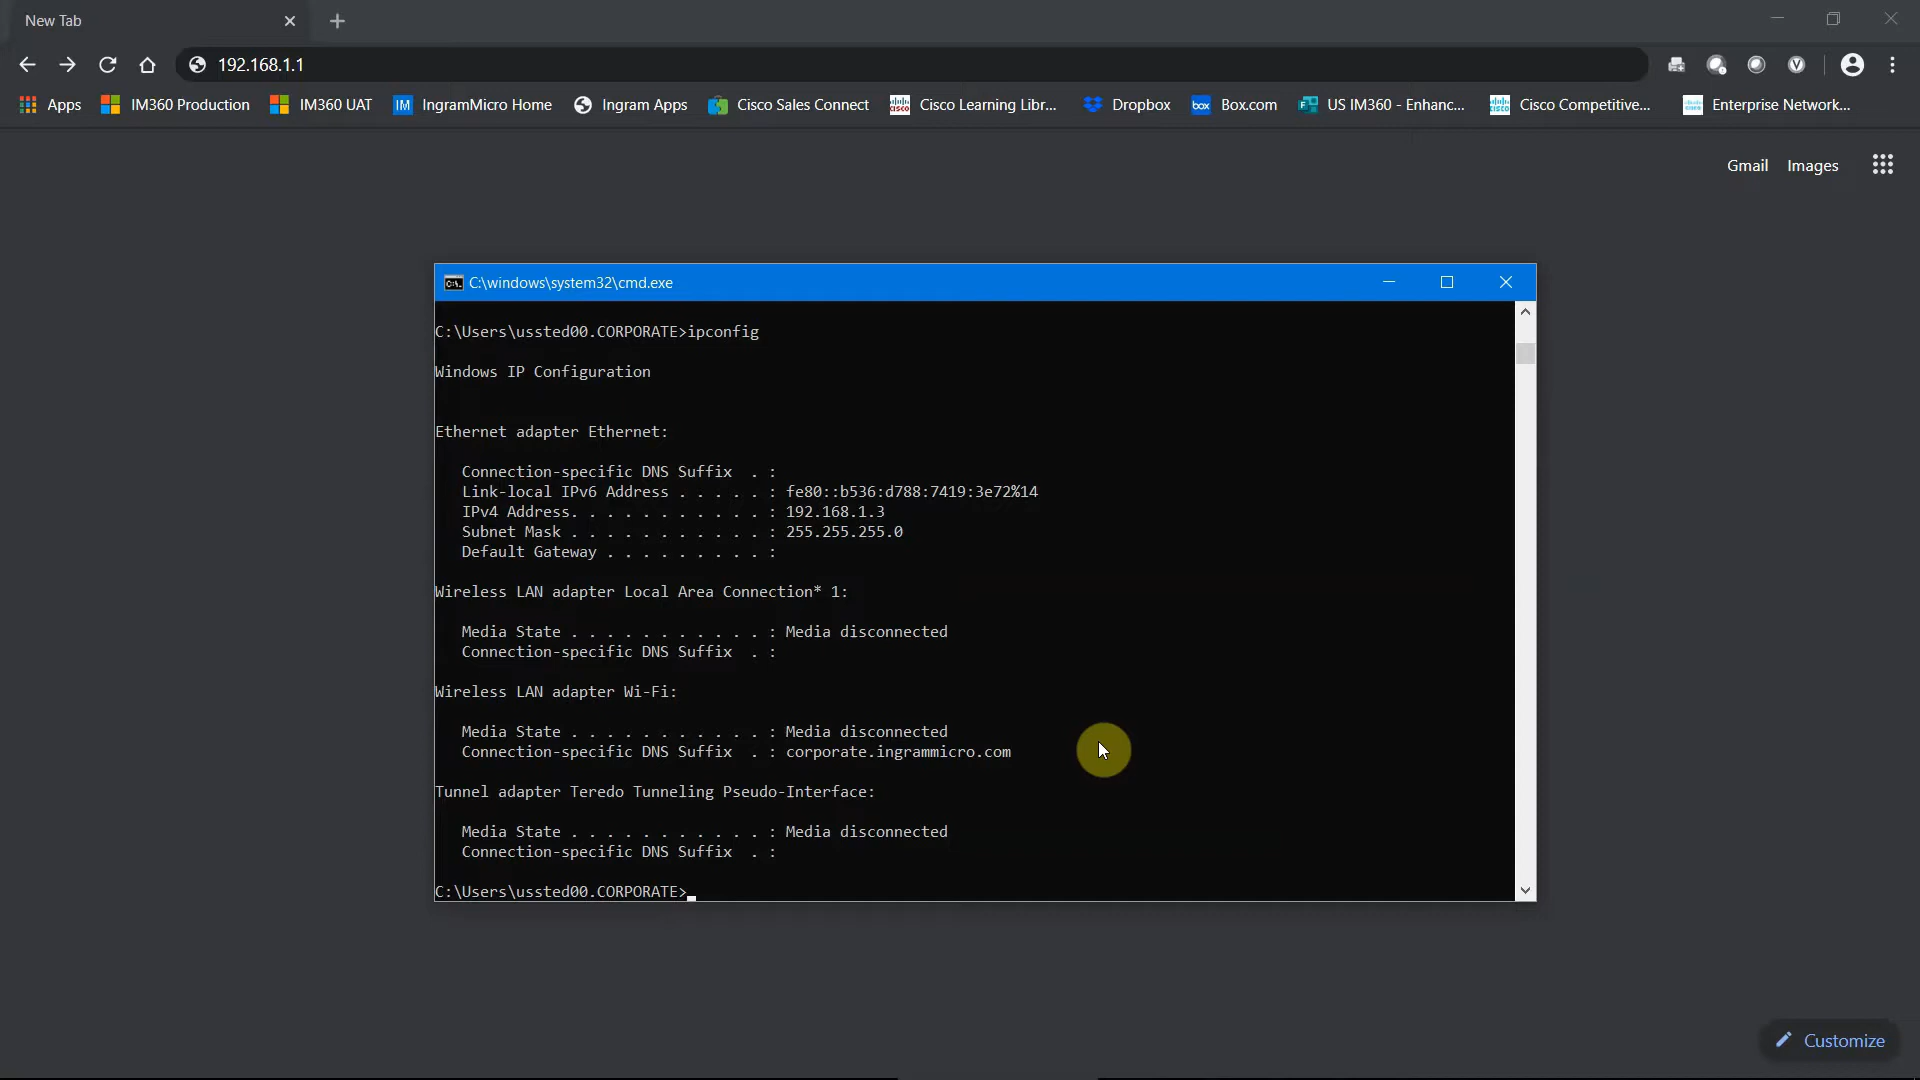 New Tab
192.168.1.1
Apps IM360 Production IM360 UAT IM IngramMicro Home Ingram Apps Cisco Sales Connect Cisco Learning Libr... Dropbox box Box.com US IM360 - Enhanc... Cisco Competitive... Enterprise Network...
Gmail Images
C:\windows\system32\cmd.exe
C:\Users\ussted00.CORPORATE>ipconfig
Windows IP Configuration
Ethernet adapter Ethernet:
Connection-specific DNS Suffix . :
Link-local IPv6 Address . . . . . : fe80::b536:d788:7419:3e72%14
IPv4 Address. . . . . . . . . . . : 192.168.1.3
Subnet Mask . . . . . . . . . . . : 255.255.255.0
Default Gateway . . . . . . . . . :
Wireless LAN adapter Local Area Connection* 1:
Media State . . . . . . . . . . . : Media disconnected
Connection-specific DNS Suffix . :
Wireless LAN adapter Wi-Fi:
Media State . . . . . . . . . . . : Media disconnected
Connection-specific DNS Suffix . : corporate.ingrammicro.com
Tunnel adapter Teredo Tunneling Pseudo-Interface:
Media State . . . . . . . . . . . : Media disconnected
Connection-specific DNS Suffix . :
C:\Users\ussted00.CORPORATE>
Customize